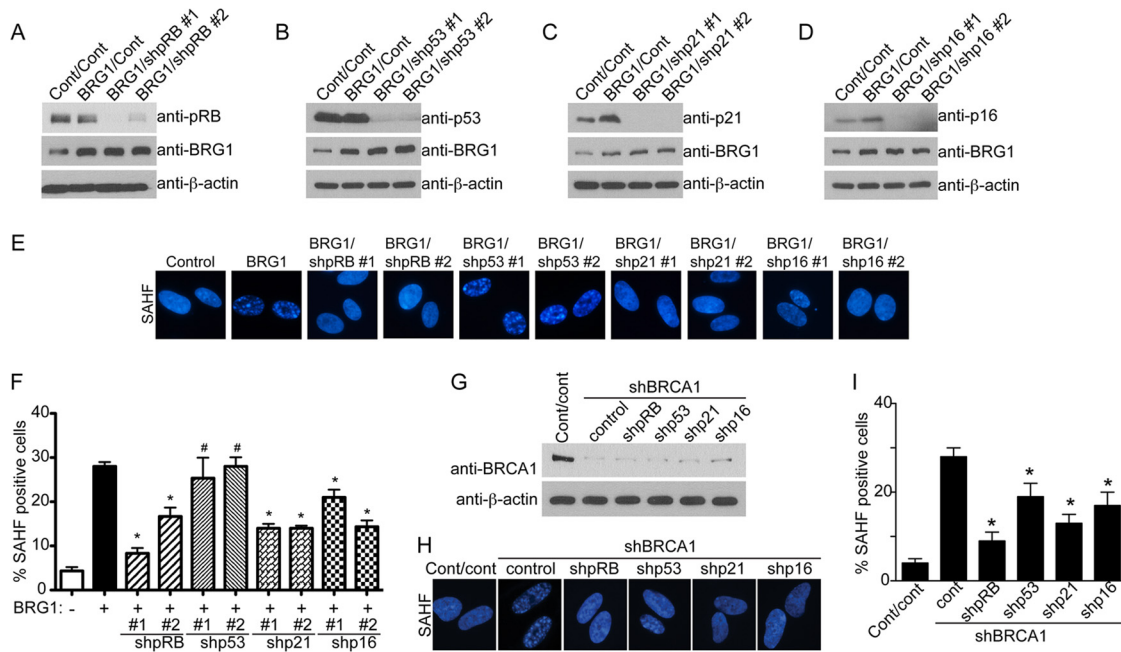 A
Cont/Cont
BRG1/Cont
BRG1/shpRB #1
BRG1/shpRB #2
anti-pRB
anti-BRG1
anti-β-actin
B
Cont/Cont
BRG1/Cont
BRG1/shp53 #1
BRG1/shp53 #2
anti-p53
anti-BRG1
anti-β-actin
C
Cont/Cont
BRG1/Cont
BRG1/shp21 #1
BRG1/shp21 #2
anti-p21
anti-BRG1
anti-β-actin
D
Cont/Cont
BRG1/Cont
BRG1/shp16 #1
BRG1/shp16 #2
anti-p16
anti-BRG1
anti-β-actin
E
Control
BRG1
BRG1/
shpRB #1
BRG1/
shpRB #2
BRG1/
shp53 #1
BRG1/
shp53 #2
BRG1/
shp21 #1
BRG1/
shp21 #2
BRG1/
shp16 #1
BRG1/
shp16 #2
SAHF
F
% SAHF positive cells
40
30
20
10
0
* * # # * * * *
BRG1: - + + + + + + + + +
#1 #2 #1 #2 #1 #2 #1 #2
shpRB shp53 shp21 shp16
G
shBRCA1
Cont/cont
control
shpRB
shp53
shp21
shp16
anti-BRCA1
anti-β-actin
H
shBRCA1
Cont/cont control shpRB shp53 shp21 shp16
SAHF
I
% SAHF positive cells
40
20
0
* * * *
Cont/cont
cont
shpRB
shp53
shp21
shp16
shBRCA1